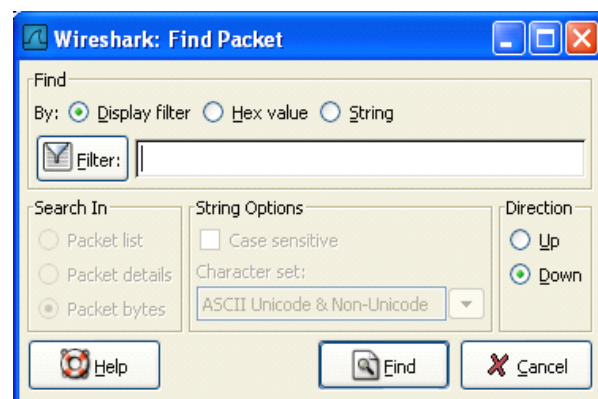 Wireshark: Find Packet
Find
By: Display filter Hex value String
Filter:
Search In
Packet list
Packet details
Packet bytes
String Options
Case sensitive
Character set:
ASCII Unicode & Non-Unicode
Direction
Up
Down
Help
Find
Cancel